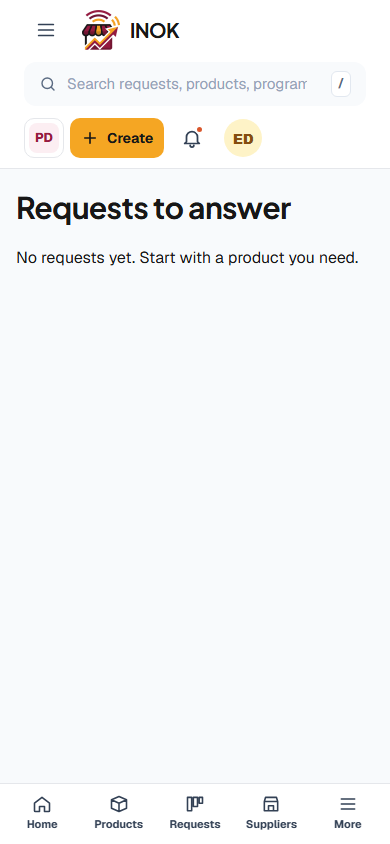 INOK
Search requests, products, program
/
PD
+ Create
ED
Requests to answer
No requests yet. Start with a product you need.
Home Products Requests Suppliers More